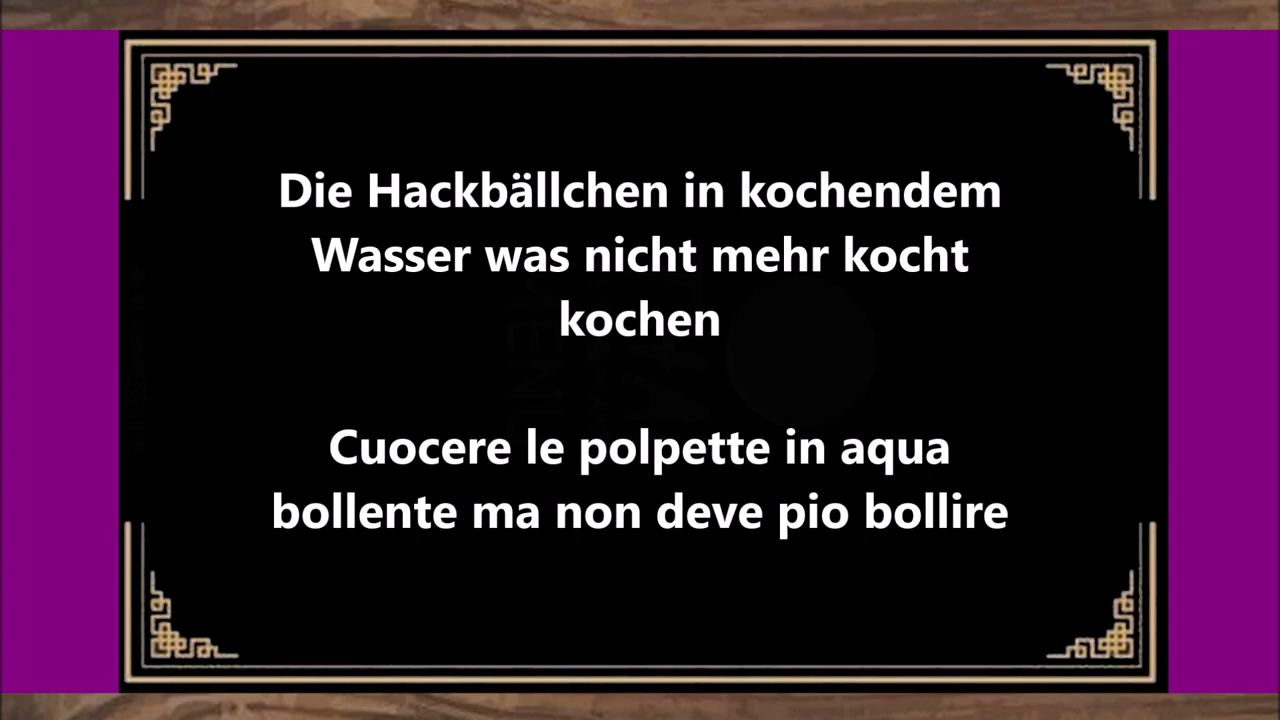 Die Hackbällchen in kochendem
Wasser was nicht mehr kocht
kochen
Cuocere le polpette in aqua
bollente ma non deve pio bollire